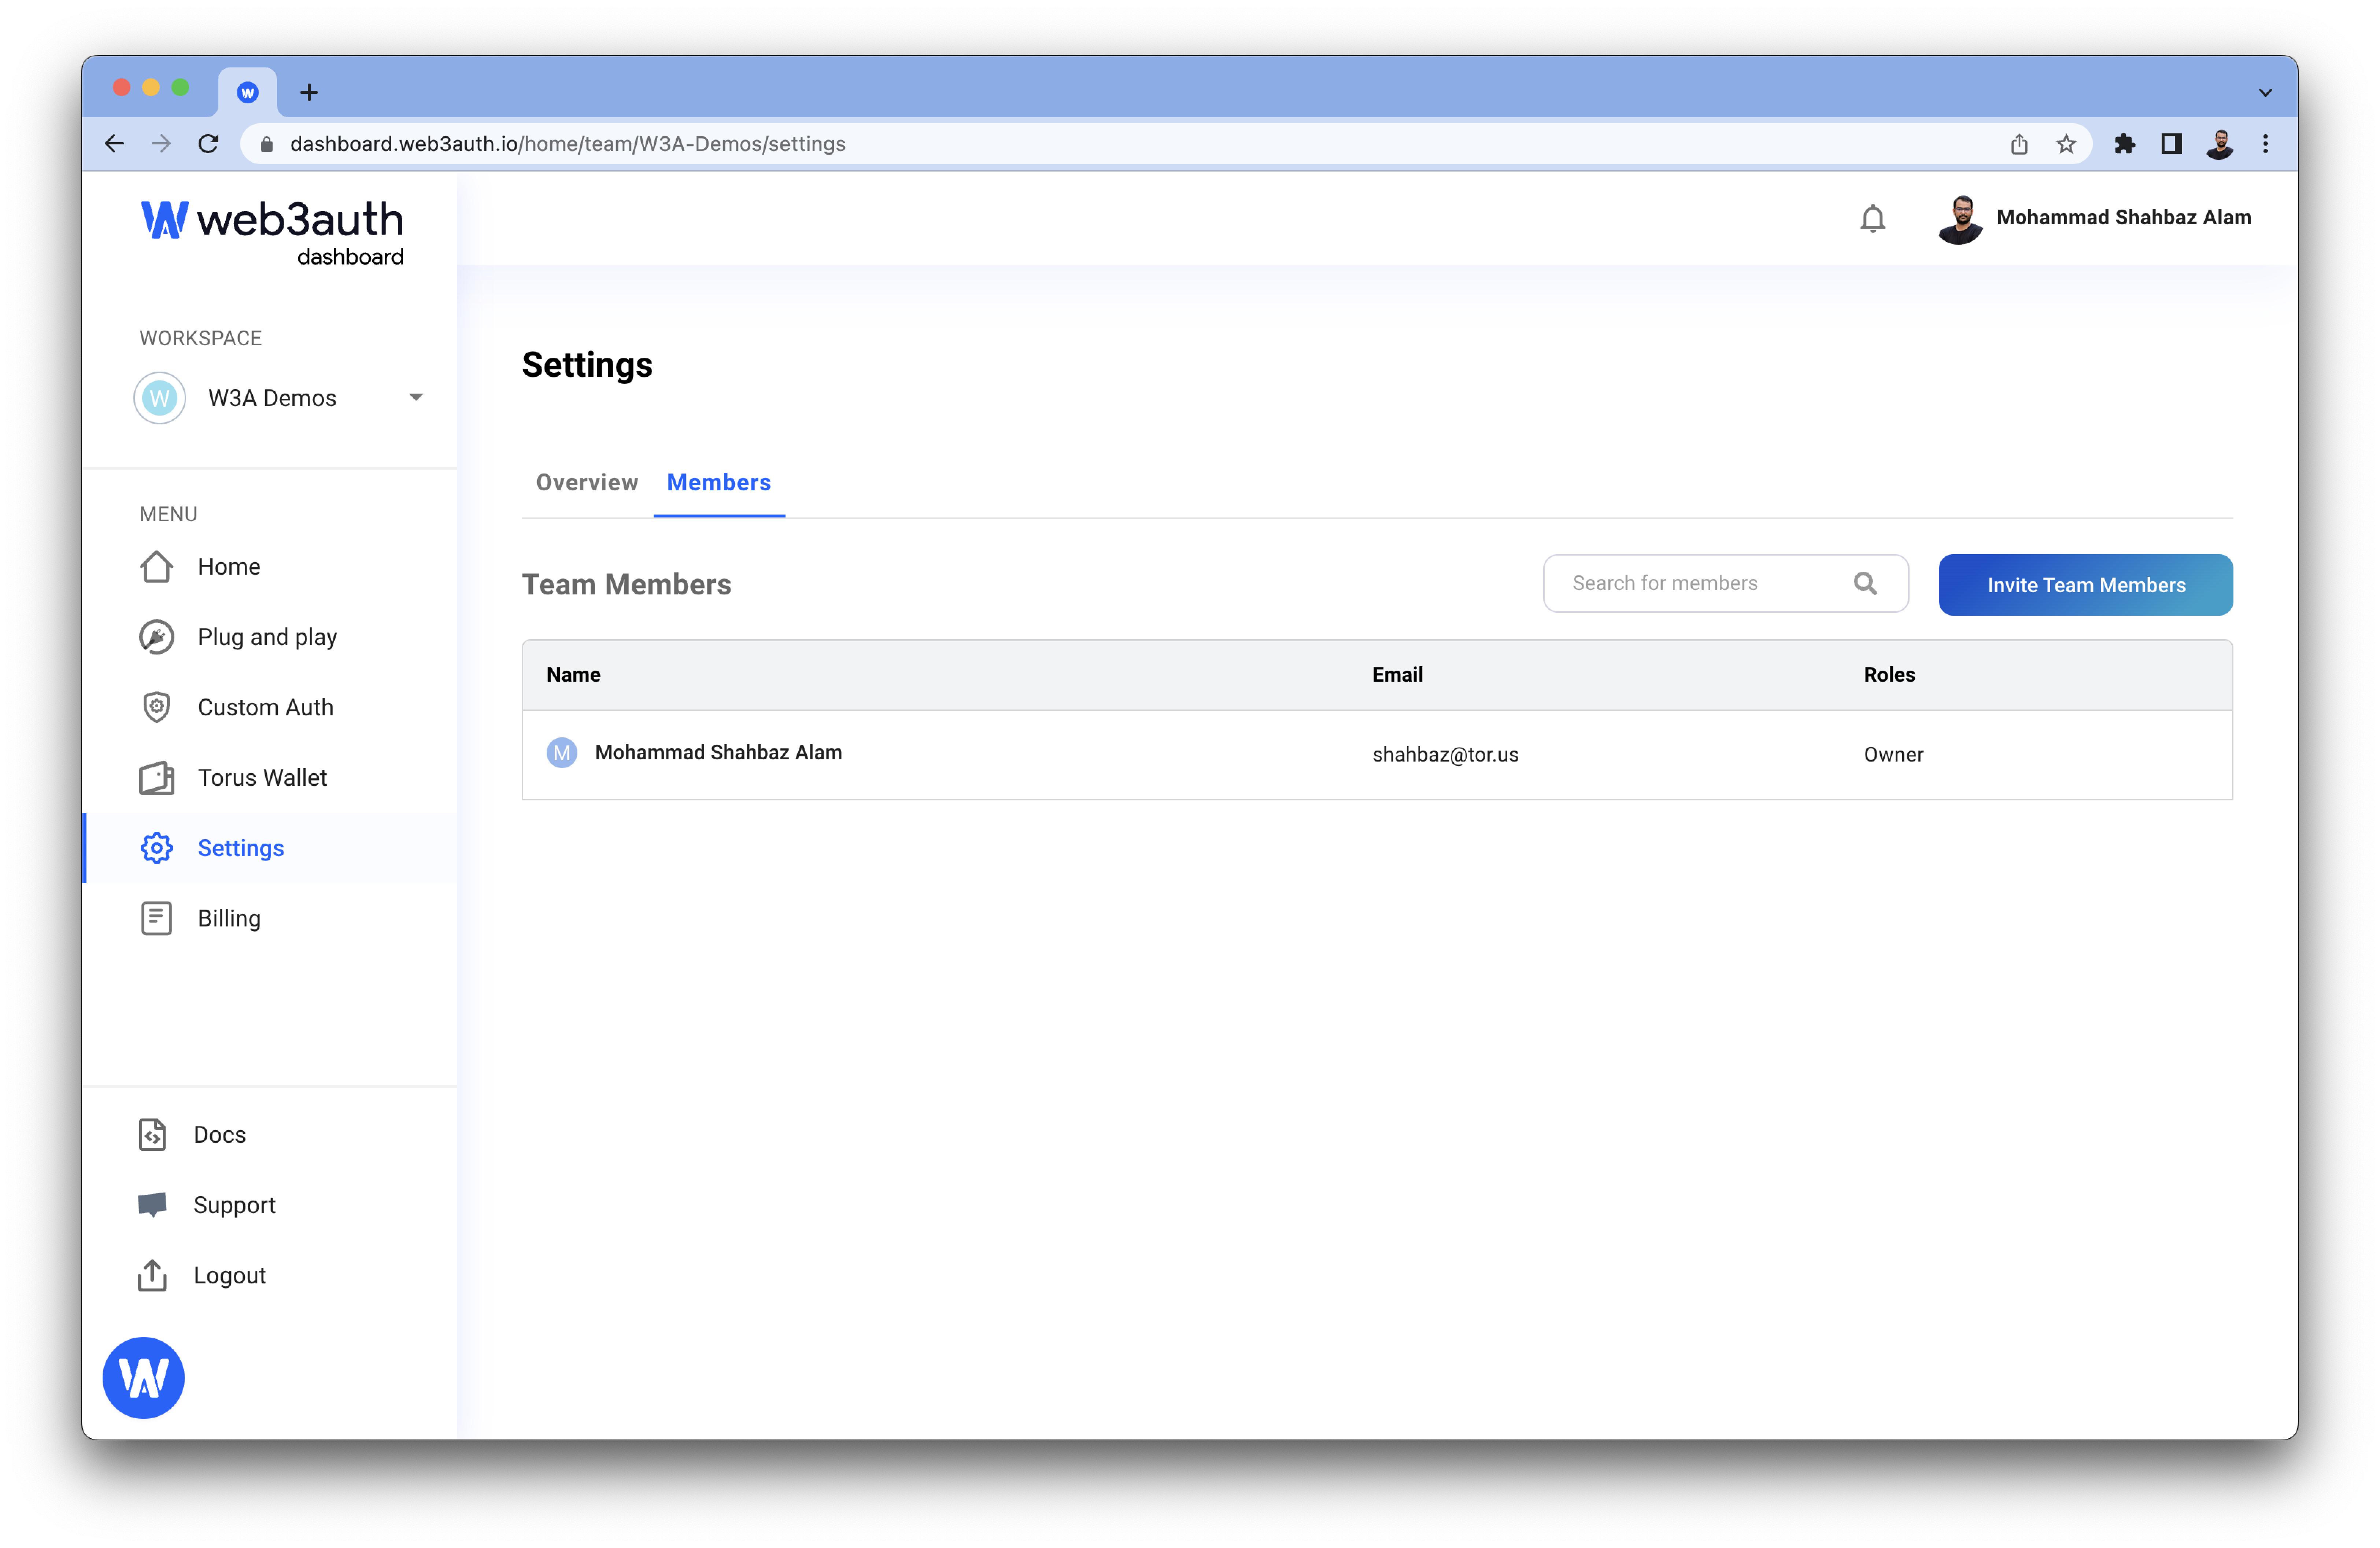 dashboard.web3auth.io/home/team/W3A-Demos/settings
web3auth
dashboard
Mohammad Shahbaz Alam
WORKSPACE
W
W3A Demos
MENU
Home
Plug and play
Custom Auth
Torus Wallet
Settings
Billing
Docs
Support
Logout
Settings
Overview
Members
Team Members
Search for members
Invite Team Members
Name
Email
Roles
M
Mohammad Shahbaz Alam
shahbaz@tor.us
Owner